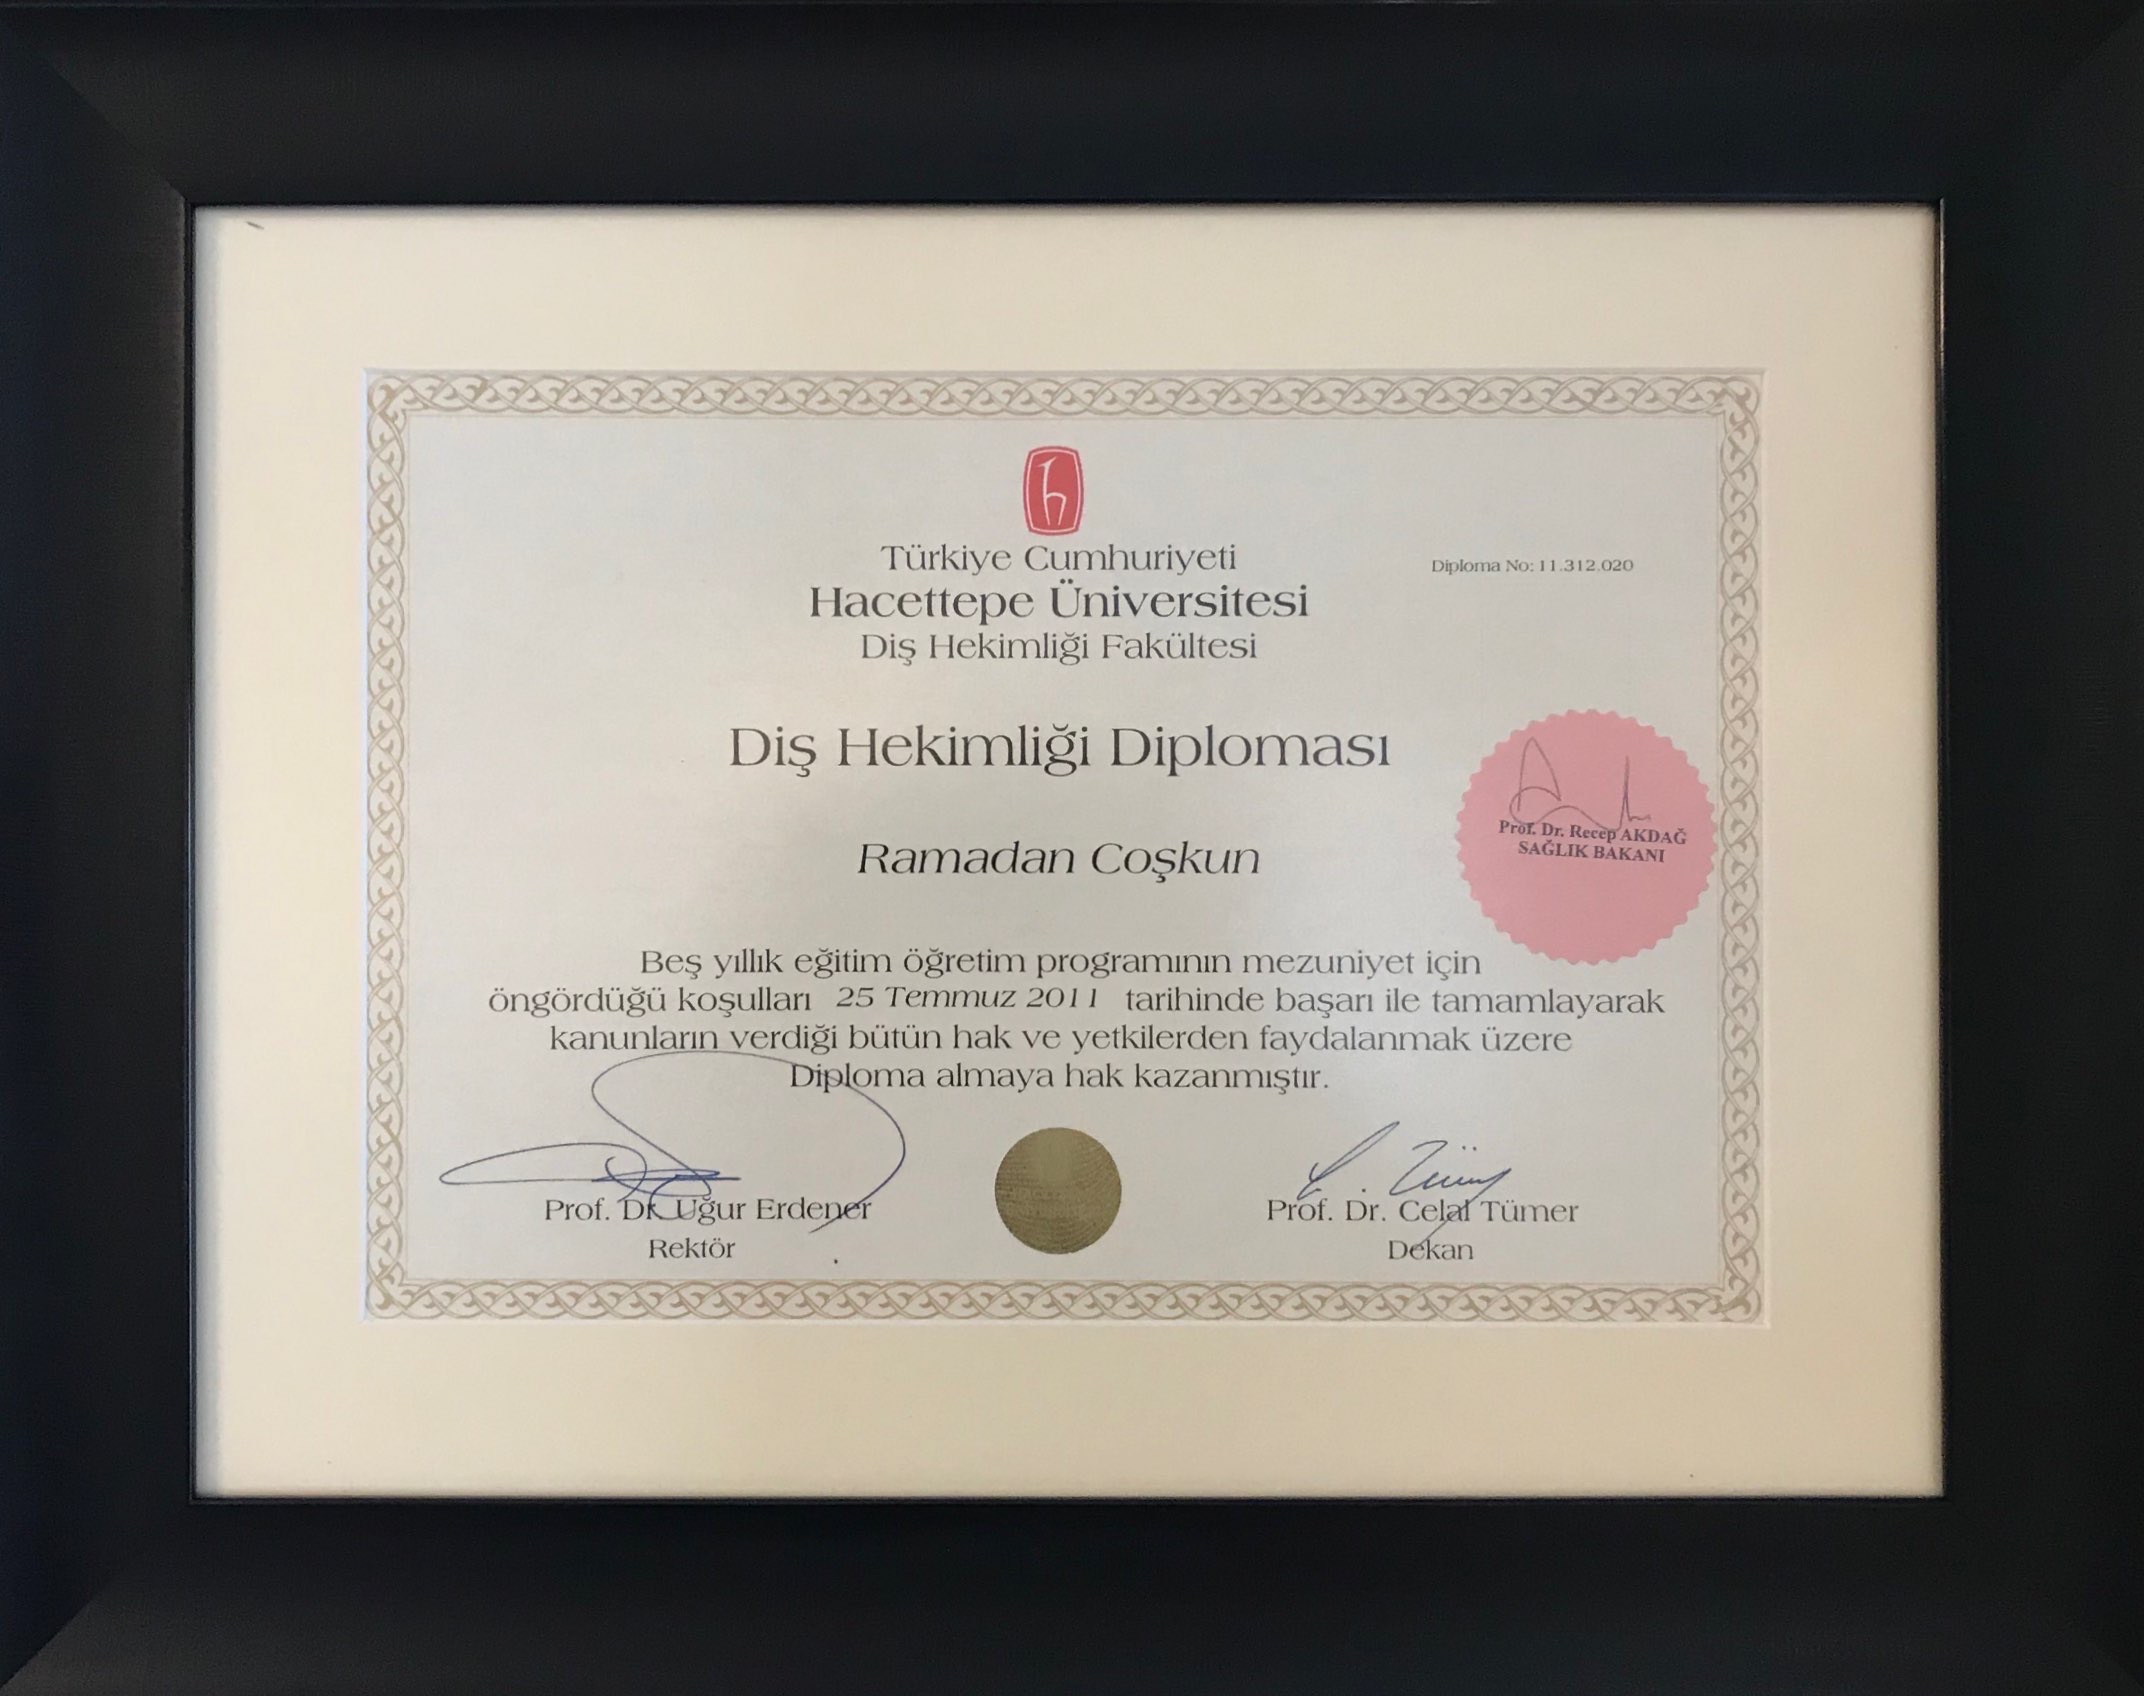 Türkiye Cumhuriyeti
Diploma No: 11.312.020
Hacettepe Üniversitesi
Diş Hekimliği Fakültesi
Diş Hekimliği Diploması
Prof. Dr. Recep AKDAĞ
SAĞLIK BAKANI
Ramadan Coşkun
Beş yıllık eğitim öğretim programının mezuniyet için
öngördüğü koşulları 25 Temmuz 2011 tarihinde başarı ile tamamlayarak
kanunların verdiği bütün hak ve yetkilerden faydalanmak üzere
Diploma almaya hak kazanmıştır.
Prof. Dr. Uğur Erdener
Rektör
Prof. Dr. Celal Tümer
Dekan